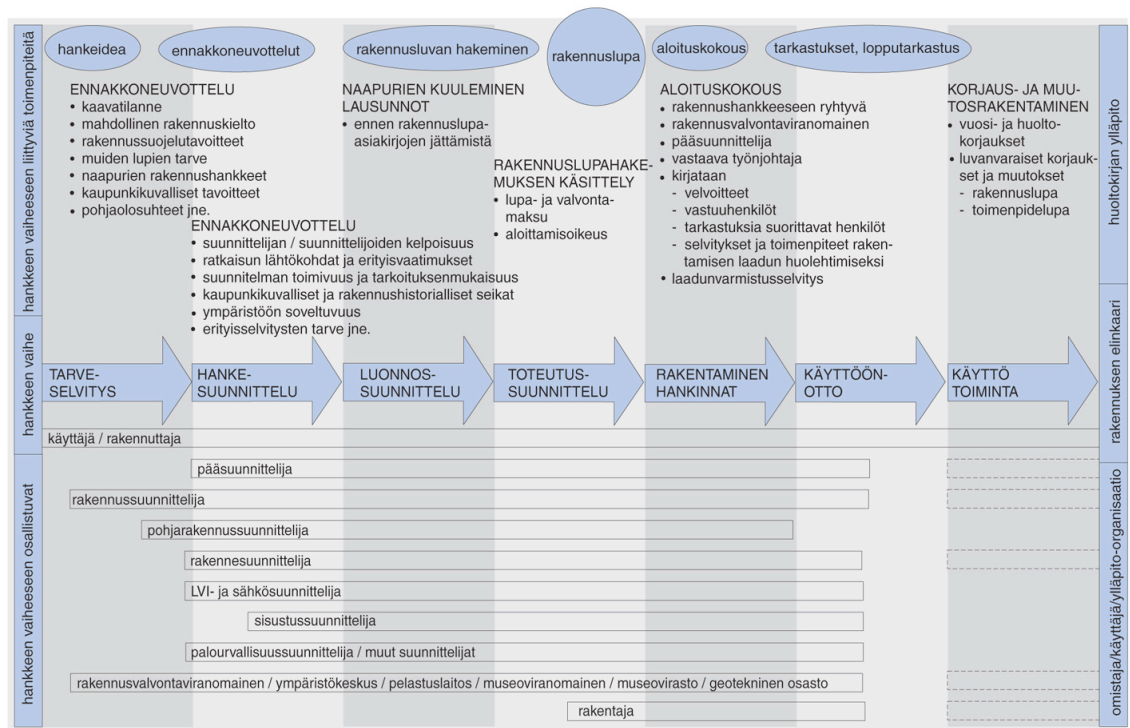 hankeidea
ennakkoneuvottelut
rakennusluvan hakeminen
rakennuslupa
aloituskokous
tarkastukset, lopputarkastus
hankkeen vaiheeseen liittyviä toimenpiteitä
ENNAKKONEUVOTTELU
• kaavatilanne
• mahdollinen rakennuskielto
• rakennussuojelutavoitteet
• muiden lupien tarve
• naapurien rakennushankkeet
• kaupunkikuvalliset tavoitteet
• pohjaolosuhteet jne.
ENNAKKONEUVOTTELU
• suunnittelijan / suunnittelijoiden kelpoisuus
• ratkaisun lähtökohdat ja erityisvaatimukset
• suunnitelman toimivuus ja tarkoituksenmukaisuus
• kaupunkikuvalliset ja rakennushistorialliset seikat
• ympäristöön soveltuvuus
• erityisselvitysten tarve jne.
NAAPURIEN KUULEMINEN
LAUSUNNOT
• ennen rakennuslupa-
asiakirjojen jättämistä
RAKENNUSLUPAHAKE-
MUKSEN KÄSITTELY
• lupa- ja valvonta-
maksu
• aloittamisoikeus
ALOITUSKOKOUS
• rakennushankkeeseen ryhtyvä
• rakennusvalvontaviranomainen
• pääsuunnittelija
• vastaava työnjohtaja
• kirjataan
- velvoitteet
- vastuuhenkilöt
- tarkastuksia suorittavat henkilöt
- selvitykset ja toimenpiteet raken-
tamisen laadun huolehtimiseksi
• laadunvarmistusselvitys
KORJAUS- JA MUU-
TOSRAKENTAMINEN
• vuosi- ja huolto-
korjaukset
• luvanvaraiset korjauk-
set ja muutokset
- rakennuslupa
- toimenpidelupa
huoltokirjan ylläpito
hankkeen vaihe
TARVE-
SELVITYS
HANKE-
SUUNNITTELU
LUONNOS-
SUUNNITTELU
TOTEUTUS-
SUUNNITTELU
RAKENTAMINEN
HANKINNAT
KÄYTTÖÖN-
OTTO
KÄYTTÖ
TOIMINTA
rakennuksen elinkaari
käyttäjä / rakennuttaja
hankkeen vaiheeseen osallistuvat
pääsuunnittelija
rakennussuunnittelija
pohjarakennussuunnittelija
rakennesuunnittelija
LVI- ja sähkösuunnittelija
sisustussuunnittelija
palourvallisuussuunnittelija / muut suunnittelijat
rakennusvalvontaviranomainen / ympäristökeskus / pelastuslaitos / museoviranomainen / museovirasto / geotekninen osasto
rakentaja
omistaja/käyttäjä/ylläpito-organisaatio